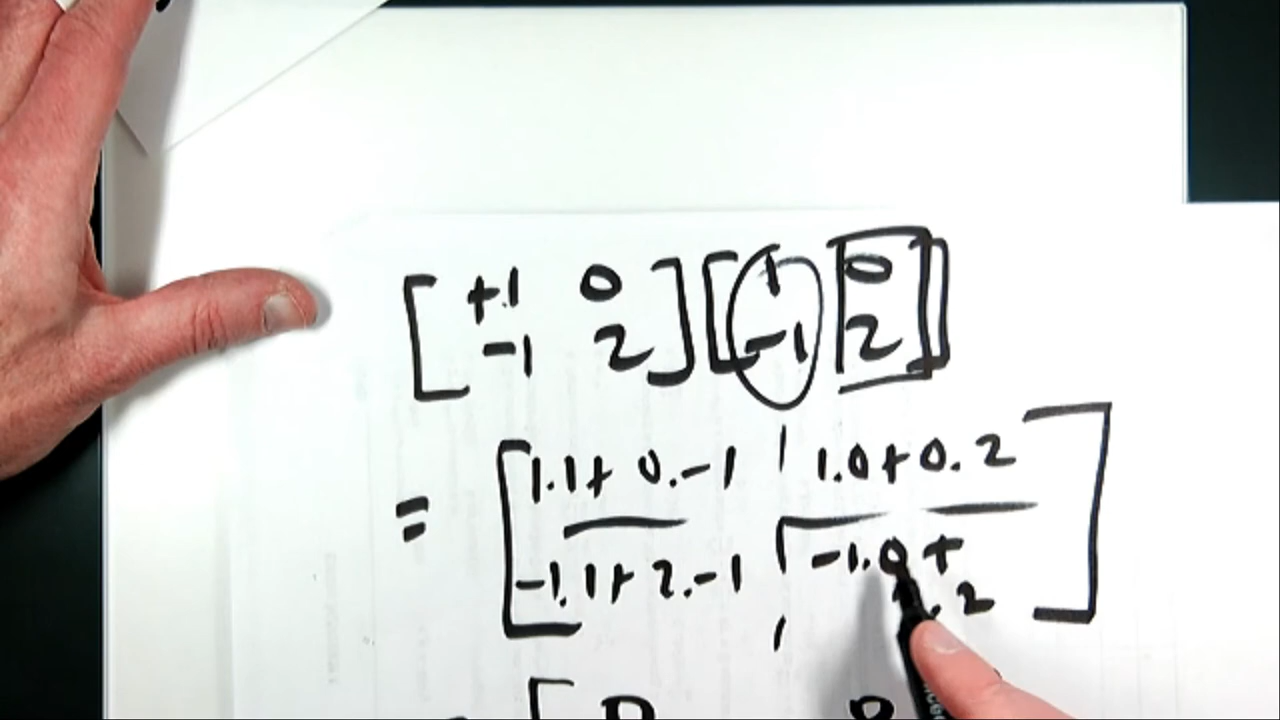 [ +1 0 ] [ 1 0 ]
[ -1 2 ] [ -1 2 ]
= [ 1.1+ 0.-1 | 1.0+0.2 ]
[ -1.1+ 2.-1 | -1.0+
.2 ]
= [